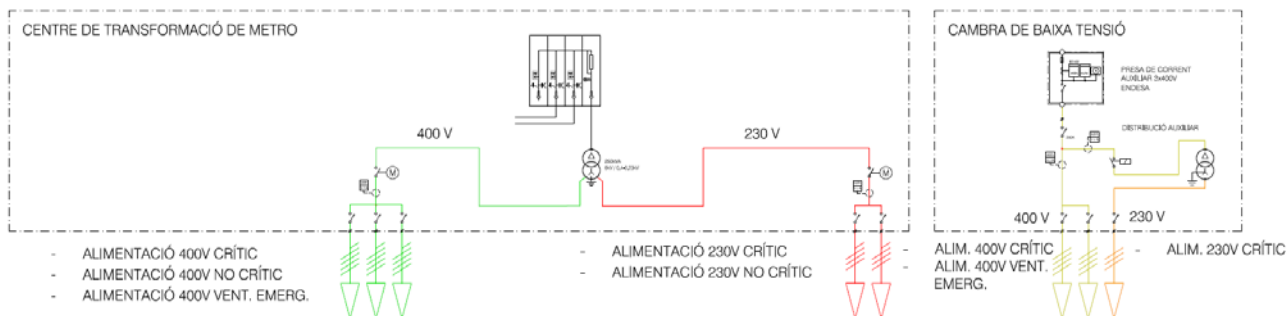 CENTRE DE TRANSFORMACIÓ DE METRO
400 V
230 V
M
M
- ALIMENTACIÓ 400V CRÍTIC
- ALIMENTACIÓ 400V NO CRÍTIC
- ALIMENTACIÓ 400V VENT. EMERG.
- ALIMENTACIÓ 230V CRÍTIC
- ALIMENTACIÓ 230V NO CRÍTIC
CAMBRA DE BAIXA TENSIÓ
PRESA DE CORRENT
AUXILIAR 3x400V
ENDESA
DISTRIBUCIÓ AUXILIAR
400 V
230 V
- ALIM. 400V CRÍTIC
- ALIM. 400V VENT.
EMERG.
- ALIM. 230V CRÍTIC